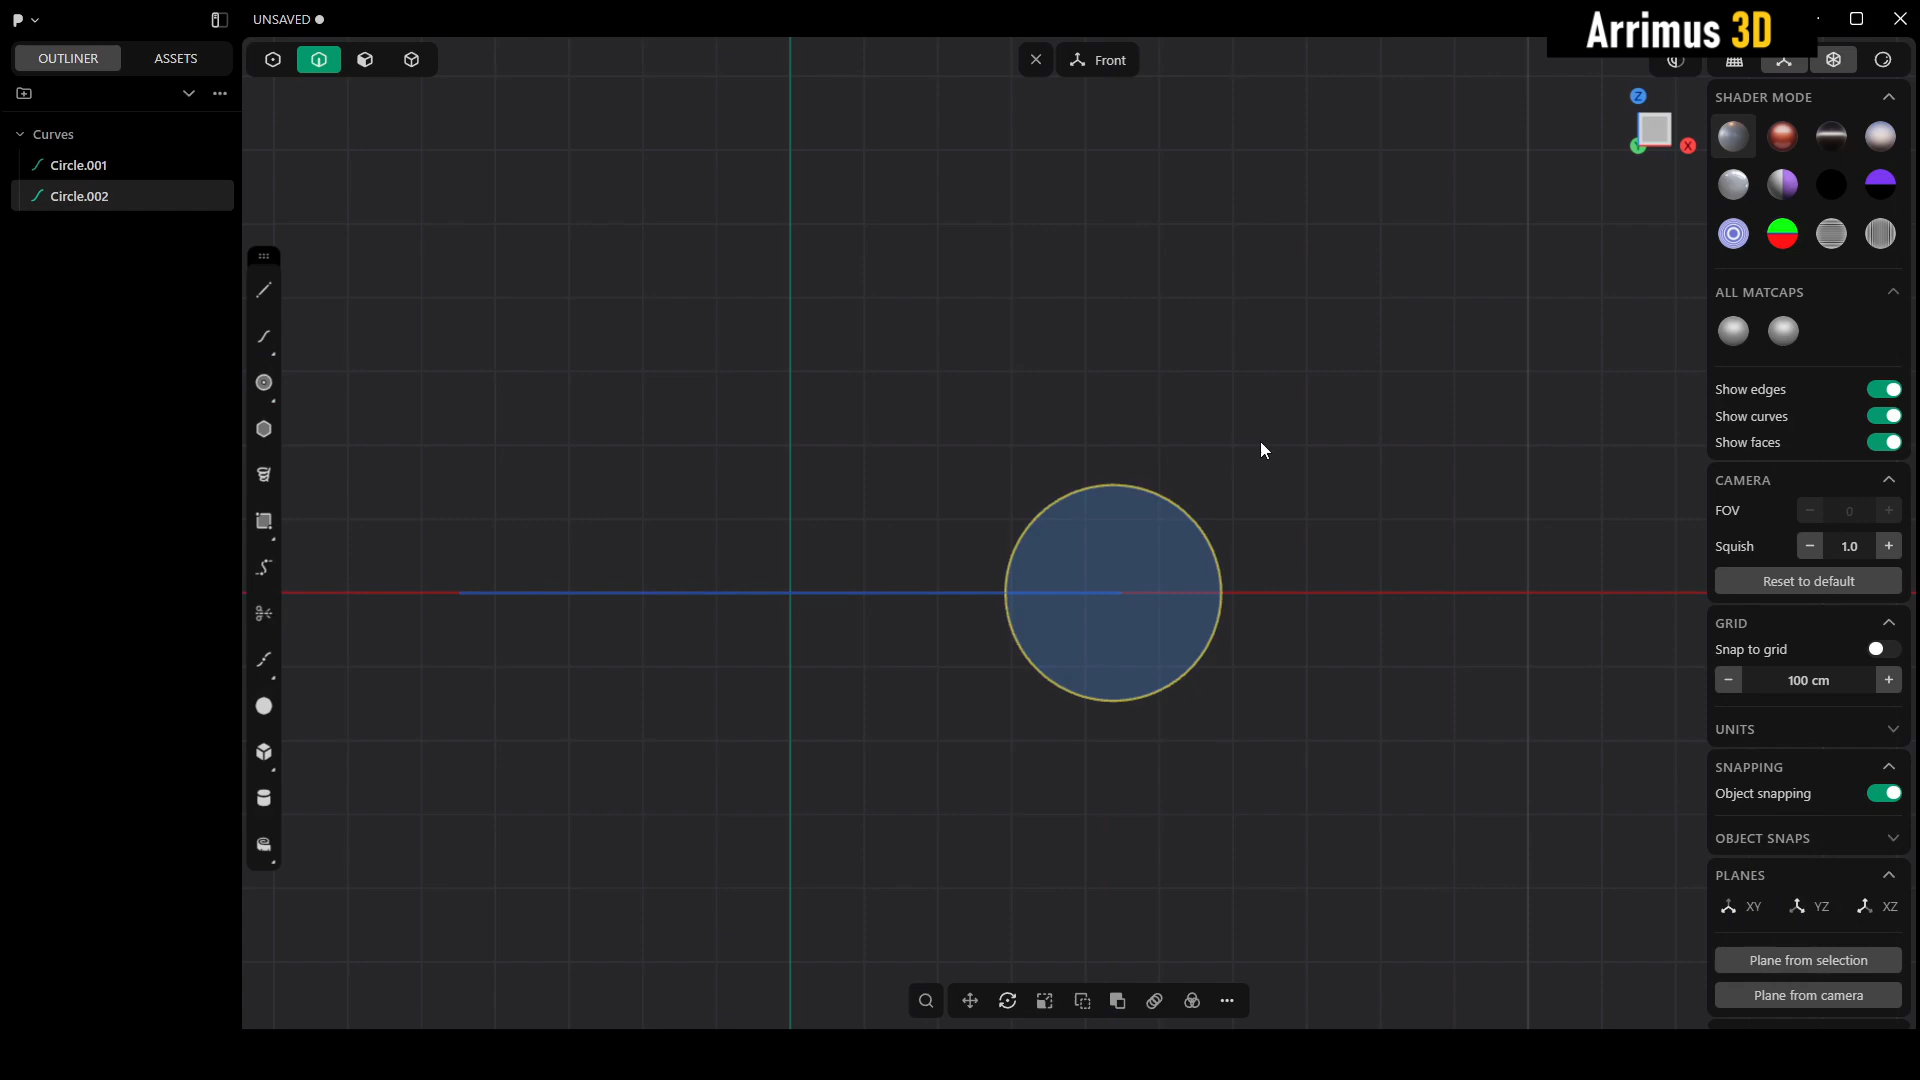 UNSAVED
Arrimus 3D
OUTLINER
ASSETS
Curves
Circle.001
Circle.002
Front
Z
Y
X
SHADER MODE
ALL MATCAPS
Show edges
Show curves
Show faces
CAMERA
FOV − 0 +
Squish − 1.0 +
Reset to default
GRID
Snap to grid
− 100 cm +
UNITS
SNAPPING
Object snapping
OBJECT SNAPS
PLANES
XY YZ XZ
Plane from selection
Plane from camera